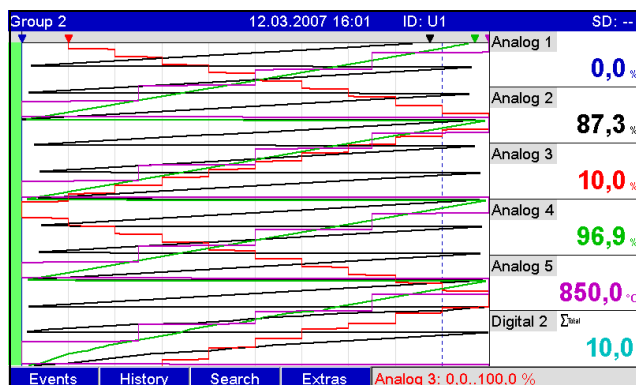 Group 2 12.03.2007 16:01 ID: U1 SD: --
Analog 1
0,0 %
Analog 2
87,3 %
Analog 3
10,0 %
Analog 4
96,9 %
Analog 5
850,0 °C
Digital 2 ΣTotal
10,0
Events History Search Extras Analog 3: 0,0..100,0 %